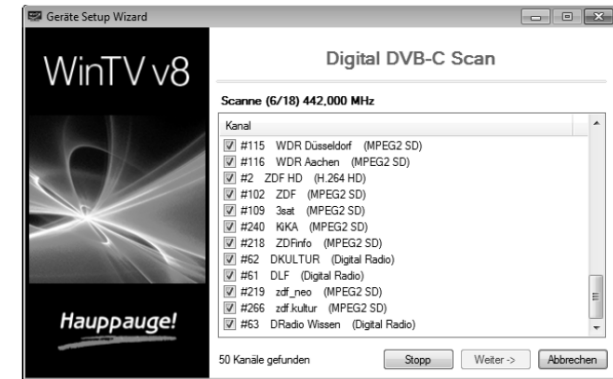 Geräte Setup Wizard
WinTV v8
Hauppauge!
Digital DVB-C Scan
Scanne (6/18) 442,000 MHz
Kanal
#115 WDR Düsseldorf (MPEG2 SD)
#116 WDR Aachen (MPEG2 SD)
#2 ZDF HD (H.264 HD)
#102 ZDF (MPEG2 SD)
#109 3sat (MPEG2 SD)
#240 KiKA (MPEG2 SD)
#218 ZDFinfo (MPEG2 SD)
#62 DKULTUR (Digital Radio)
#61 DLF (Digital Radio)
#219 zdf_neo (MPEG2 SD)
#266 zdf.kultur (MPEG2 SD)
#63 DRadio Wissen (Digital Radio)
50 Kanäle gefunden
Stopp
Weiter ->
Abbrechen